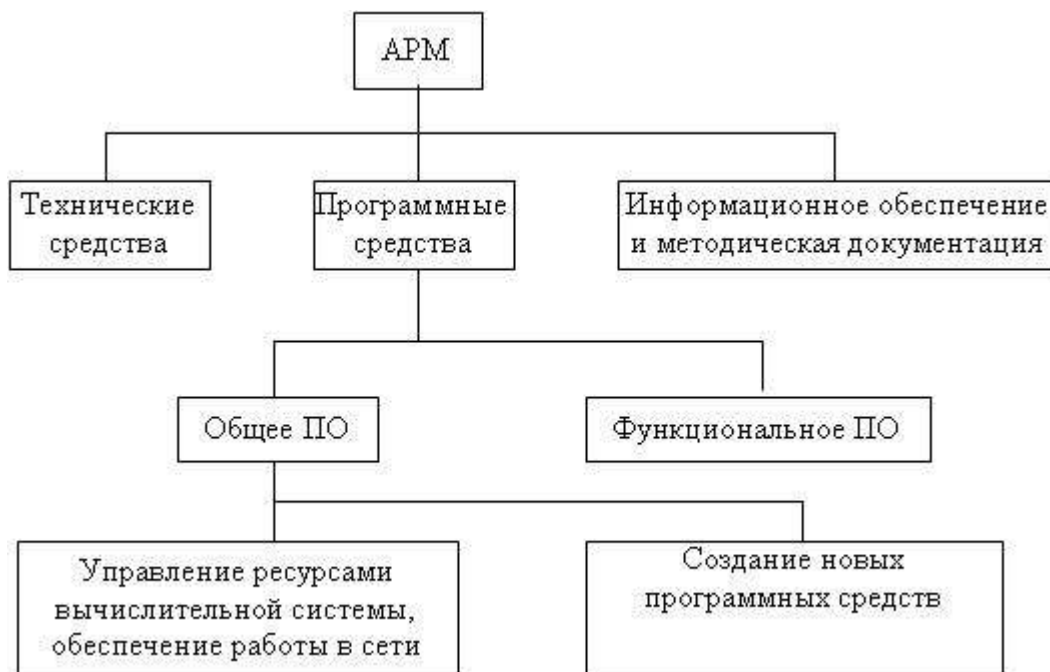 АРМ
Технические
средства
Программные
средства
Информационное обеспечение
и методическая документация
Общее ПО
Функциональное ПО
Управление ресурсами
вычислительной системы,
обеспечение работы в сети
Создание новых
программных средств